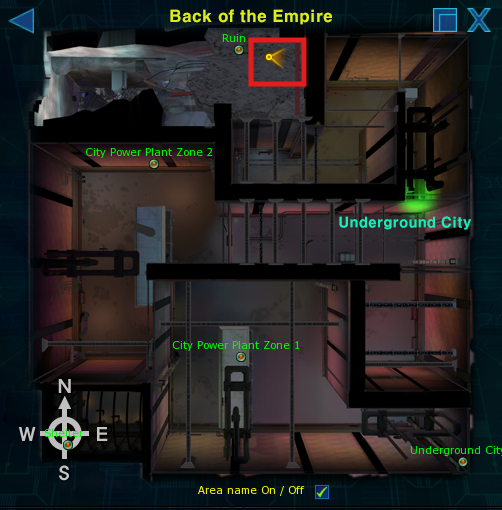 Back of the Empire
Ruin
City Power Plant Zone 2
Underground City
City Power Plant Zone 1
N
W E
S
Shelter
Underground City
Area name On / Off